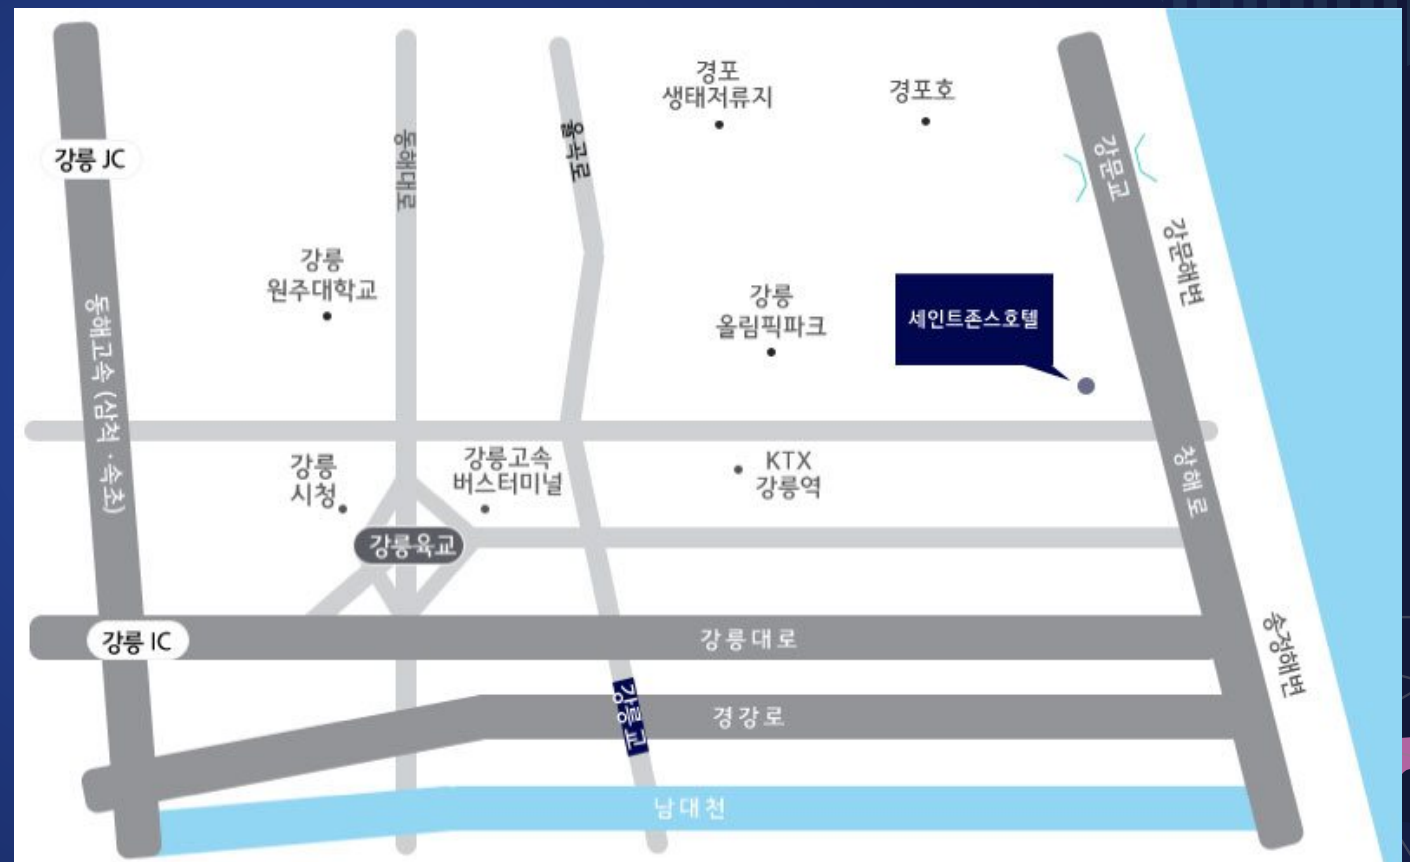 경포
생태저류지
경포호
강릉 JC
동해대로
율곡로
강문교
강문해변
강릉
원주대학교
강릉
올림픽파크
세인트존스호텔
동해고속 (삼척·속초)
강릉
시청
강릉고속
버스터미널
KTX
강릉역
창해로
강릉육교
강릉 IC
강릉대로
송정해변
강릉교
경강로
남대천